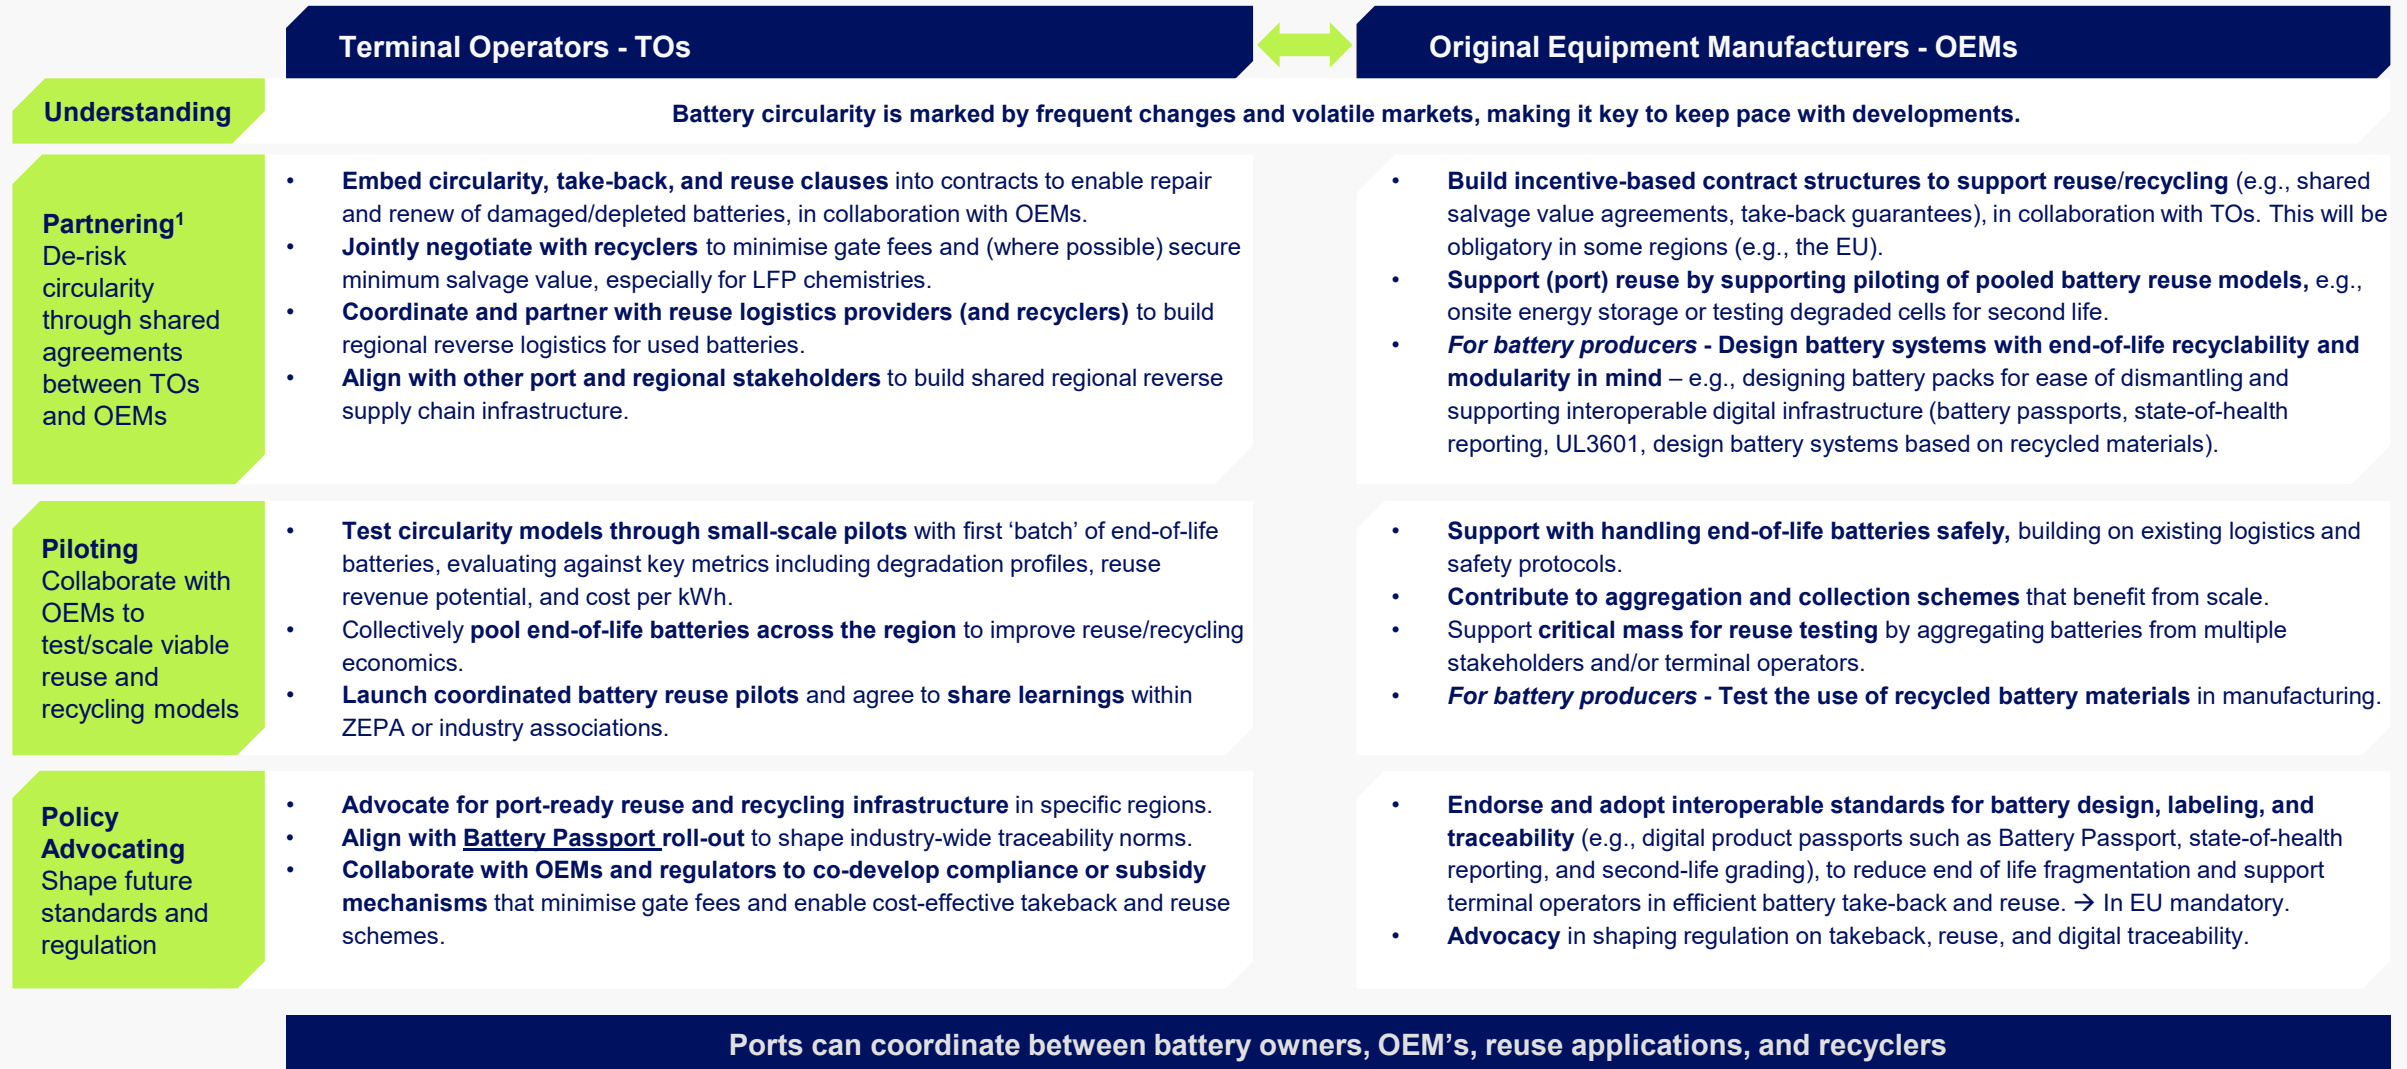 Terminal Operators - TOs
Original Equipment Manufacturers - OEMs
Understanding
Battery circularity is marked by frequent changes and volatile markets, making it key to keep pace with developments.
Partnering1
De-risk
circularity
through shared
agreements
between TOs
and OEMs
• Embed circularity, take-back, and reuse clauses into contracts to enable repair
and renew of damaged/depleted batteries, in collaboration with OEMs.
• Jointly negotiate with recyclers to minimise gate fees and (where possible) secure
minimum salvage value, especially for LFP chemistries.
• Coordinate and partner with reuse logistics providers (and recyclers) to build
regional reverse logistics for used batteries.
• Align with other port and regional stakeholders to build shared regional reverse
supply chain infrastructure.
• Build incentive-based contract structures to support reuse/recycling (e.g., shared
salvage value agreements, take-back guarantees), in collaboration with TOs. This will be
obligatory in some regions (e.g., the EU).
• Support (port) reuse by supporting piloting of pooled battery reuse models, e.g.,
onsite energy storage or testing degraded cells for second life.
• For battery producers - Design battery systems with end-of-life recyclability and
modularity in mind – e.g., designing battery packs for ease of dismantling and
supporting interoperable digital infrastructure (battery passports, state-of-health
reporting, UL3601, design battery systems based on recycled materials).
Piloting
Collaborate with
OEMs to
test/scale viable
reuse and
recycling models
• Test circularity models through small-scale pilots with first ‘batch’ of end-of-life
batteries, evaluating against key metrics including degradation profiles, reuse
revenue potential, and cost per kWh.
• Collectively pool end-of-life batteries across the region to improve reuse/recycling
economics.
• Launch coordinated battery reuse pilots and agree to share learnings within
ZEPA or industry associations.
• Support with handling end-of-life batteries safely, building on existing logistics and
safety protocols.
• Contribute to aggregation and collection schemes that benefit from scale.
• Support critical mass for reuse testing by aggregating batteries from multiple
stakeholders and/or terminal operators.
• For battery producers - Test the use of recycled battery materials in manufacturing.
Policy
Advocating
Shape future
standards and
regulation
• Advocate for port-ready reuse and recycling infrastructure in specific regions.
• Align with Battery Passport roll-out to shape industry-wide traceability norms.
• Collaborate with OEMs and regulators to co-develop compliance or subsidy
mechanisms that minimise gate fees and enable cost-effective takeback and reuse
schemes.
• Endorse and adopt interoperable standards for battery design, labeling, and
traceability (e.g., digital product passports such as Battery Passport, state-of-health
reporting, and second-life grading), to reduce end of life fragmentation and support
terminal operators in efficient battery take-back and reuse. → In EU mandatory.
• Advocacy in shaping regulation on takeback, reuse, and digital traceability.
Ports can coordinate between battery owners, OEM’s, reuse applications, and recyclers